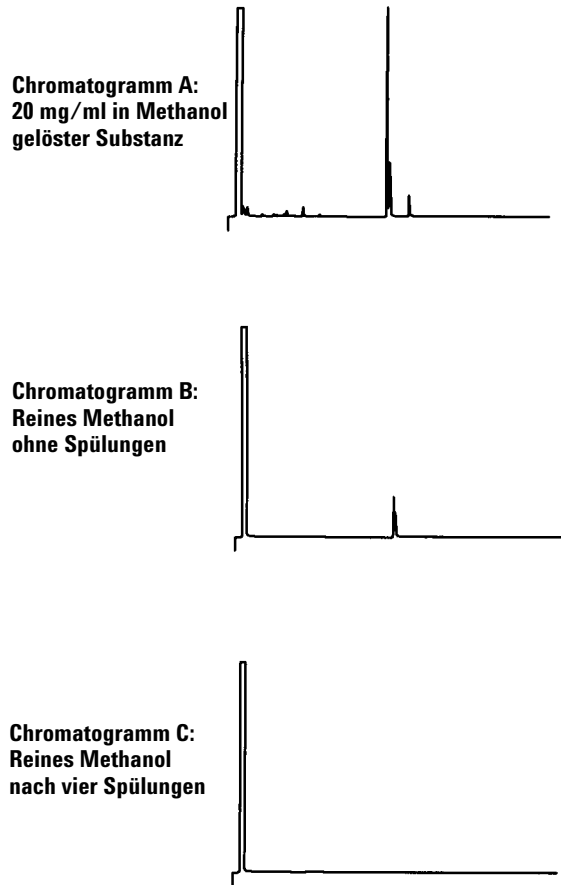 Chromatogramm A:
20 mg/ml in Methanol
gelöster Substanz
Chromatogramm B:
Reines Methanol
ohne Spülungen
Chromatogramm C:
Reines Methanol
nach vier Spülungen